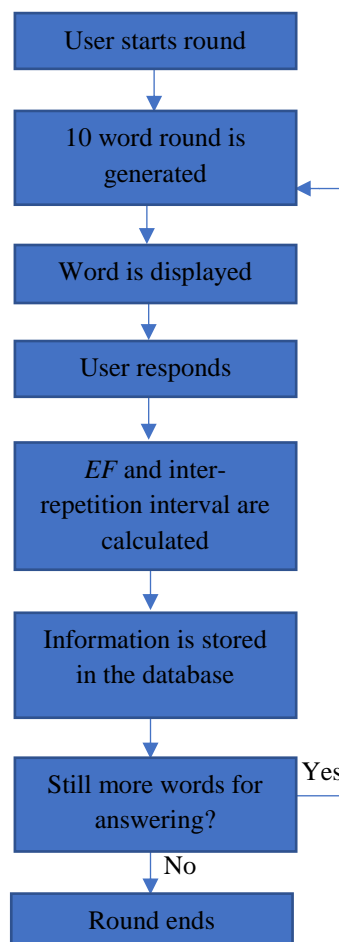 User starts round
10 word round is
generated
Word is displayed
User responds
EF and inter-
repetition interval are
calculated
Information is stored
in the database
Still more words for
answering?
Yes
No
Round ends